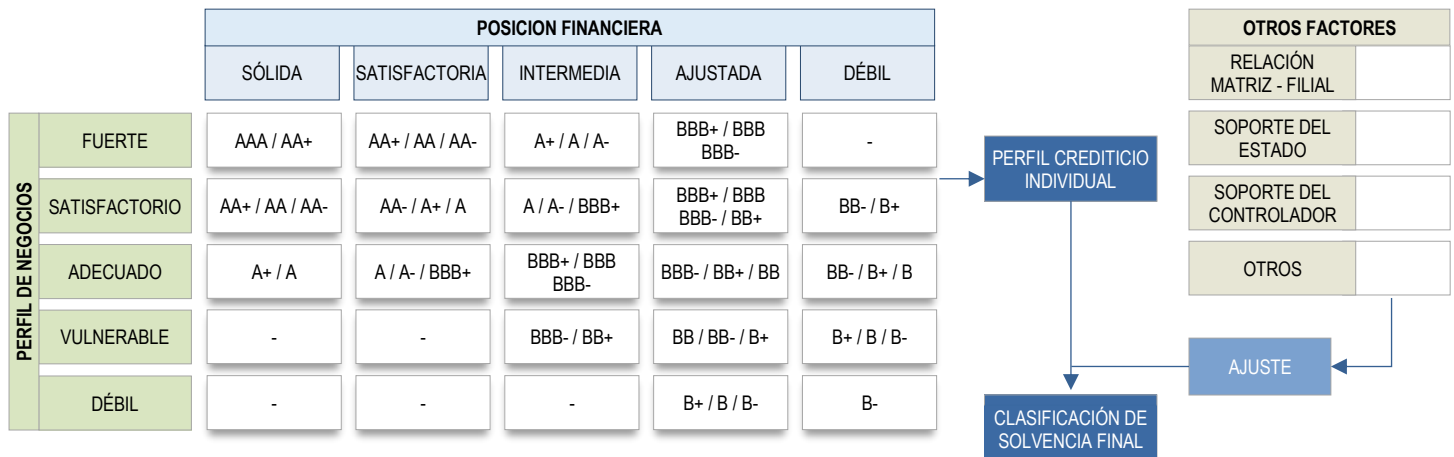 POSICION FINANCIERA
SÓLIDA
SATISFACTORIA
INTERMEDIA
AJUSTADA
DÉBIL
PERFIL DE NEGOCIOS
FUERTE
AAA / AA+
AA+ / AA / AA-
A+ / A / A-
BBB+ / BBB
BBB-
-
SATISFACTORIO
AA+ / AA / AA-
AA- / A+ / A
A / A- / BBB+
BBB+ / BBB
BBB- / BB+
BB- / B+
ADECUADO
A+ / A
A / A- / BBB+
BBB+ / BBB
BBB-
BBB- / BB+ / BB
BB- / B+ / B
VULNERABLE
-
-
BBB- / BB+
BB / BB- / B+
B+ / B / B-
DÉBIL
-
-
-
B+ / B / B-
B-
PERFIL CREDITICIO
INDIVIDUAL
CLASIFICACIÓN DE
SOLVENCIA FINAL
OTROS FACTORES
RELACIÓN
MATRIZ - FILIAL
SOPORTE DEL
ESTADO
SOPORTE DEL
CONTROLADOR
OTROS
AJUSTE